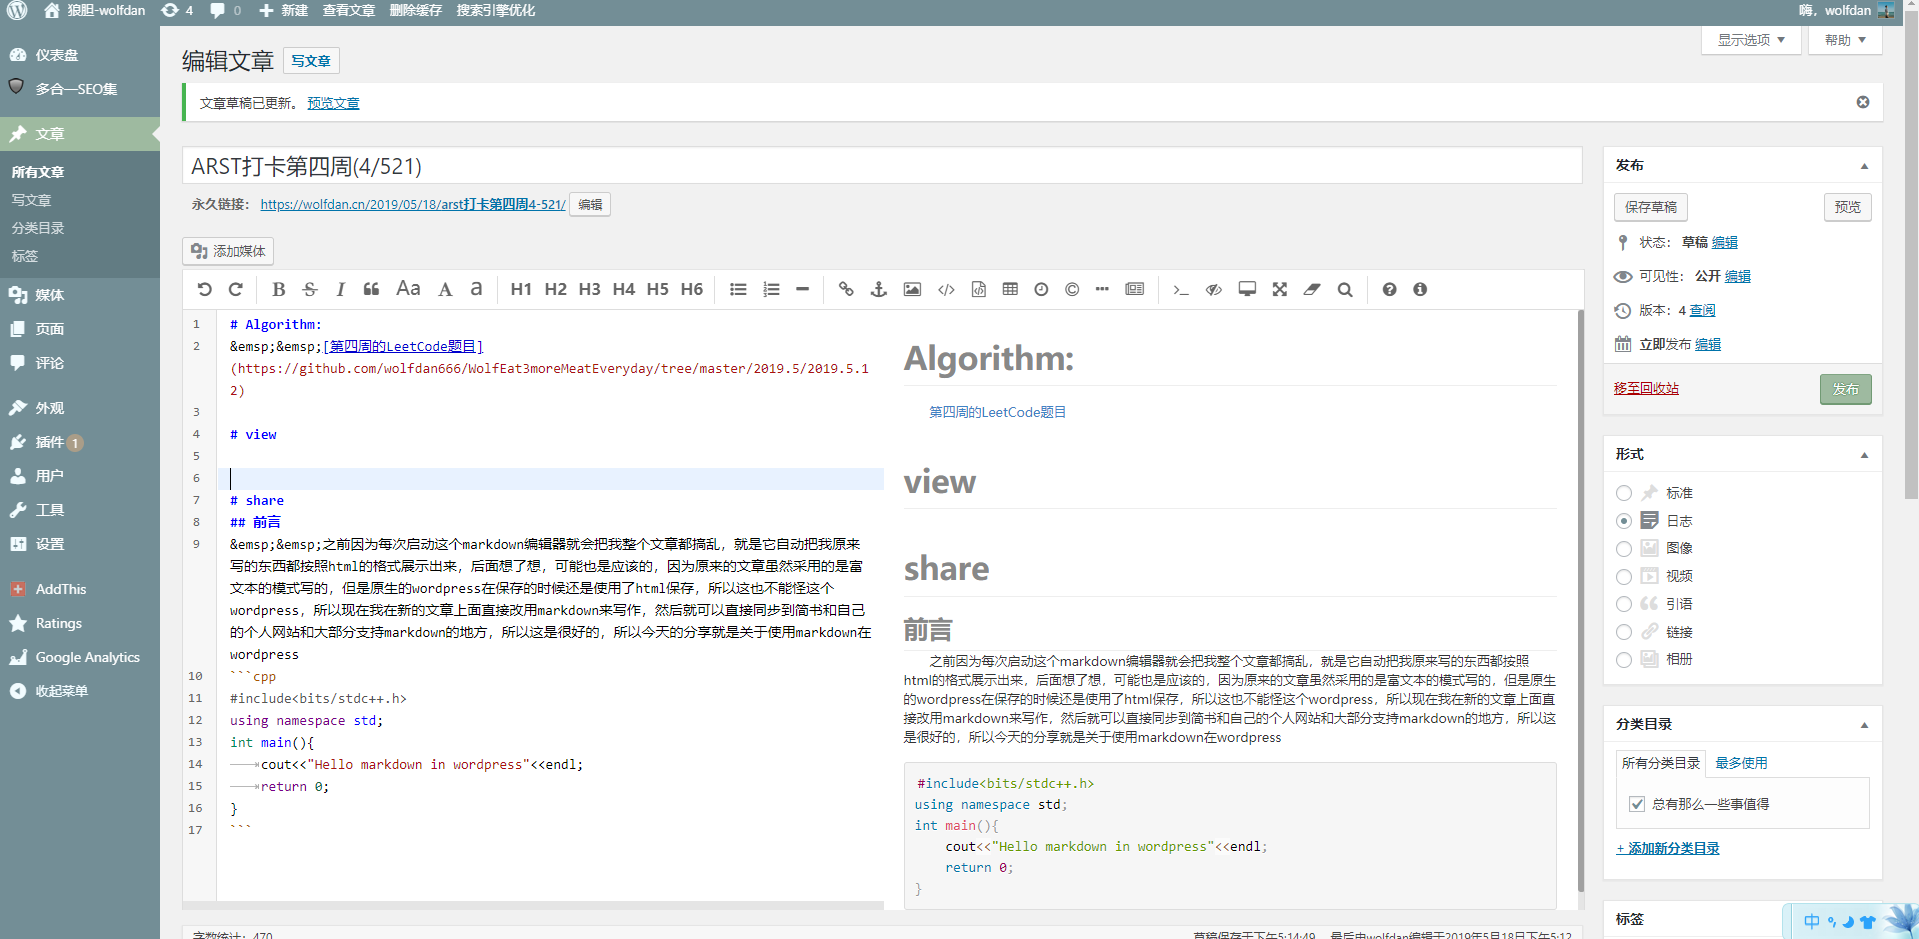 狼胆-wolfdan 4 0 新建 查看文章 删除缓存 搜索引擎优化 嗨，wolfdan
显示选项 帮助
仪表盘
多合一SEO集
文章
所有文章
写文章
分类目录
标签
媒体
页面
评论
外观
插件 1
用户
工具
设置
AddThis
Ratings
Google Analytics
收起菜单
编辑文章 写文章
文章草稿已更新。 预览文章
ARST打卡第四周(4/521)
永久链接： https://wolfdan.cn/2019/05/18/arst打卡第四周4-521/ 编辑
添加媒体
B S I Aa A a H1 H2 H3 H4 H5 H6
1 # Algorithm:
2 &emsp;&emsp;[第四周的LeetCode题目]
(https://github.com/wolfdan666/WolfEat3moreMeatEveryday/tree/master/2019.5/2019.5.1
2)
3
4 # view
5
6
7 # share
8 ## 前言
9 &emsp;&emsp;之前因为每次启动这个markdown编辑器就会把我整个文章都搞乱，就是它自动把我原来
写的东西都按照html的格式展示出来，后面想了想，可能也是应该的，因为原来的文章虽然采用的是富
文本的模式写的，但是原生的wordpress在保存的时候还是使用了html保存，所以这也不能怪这个
wordpress，所以现在我在新的文章上面直接改用markdown来写作，然后就可以直接同步到简书和自己
的个人网站和大部分支持markdown的地方，所以这是很好的，所以今天的分享就是关于使用markdown在
wordpress
10 ```cpp
11 #include<bits/stdc++.h>
12 using namespace std;
13 int main(){
14 cout<<"Hello markdown in wordpress"<<endl;
15 return 0;
16 }
17 ```
Algorithm:
第四周的LeetCode题目
view
share
前言
之前因为每次启动这个markdown编辑器就会把我整个文章都搞乱，就是它自动把我原来写的东西都按照
html的格式展示出来，后面想了想，可能也是应该的，因为原来的文章虽然采用的是富文本的模式写的，但是原生
的wordpress在保存的时候还是使用了html保存，所以这也不能怪这个wordpress，所以现在我在新的文章上面直
接改用markdown来写作，然后就可以直接同步到简书和自己的个人网站和大部分支持markdown的地方，所以这
是很好的，所以今天的分享就是关于使用markdown在wordpress
#include<bits/stdc++.h>
using namespace std;
int main(){
cout<<"Hello markdown in wordpress"<<endl;
return 0;
}
字数统计：470 草稿保存于下午5:14:49。 最后由wolfdan编辑于2019年5月18日下午5:12
发布
保存草稿 预览
状态： 草稿 编辑
可见性： 公开 编辑
版本：4 查阅
立即发布 编辑
移至回收站 发布
形式
标准
日志
图像
视频
引语
链接
相册
分类目录
所有分类目录 最多使用
总有那么一些事值得
+ 添加新分类目录
标签
中